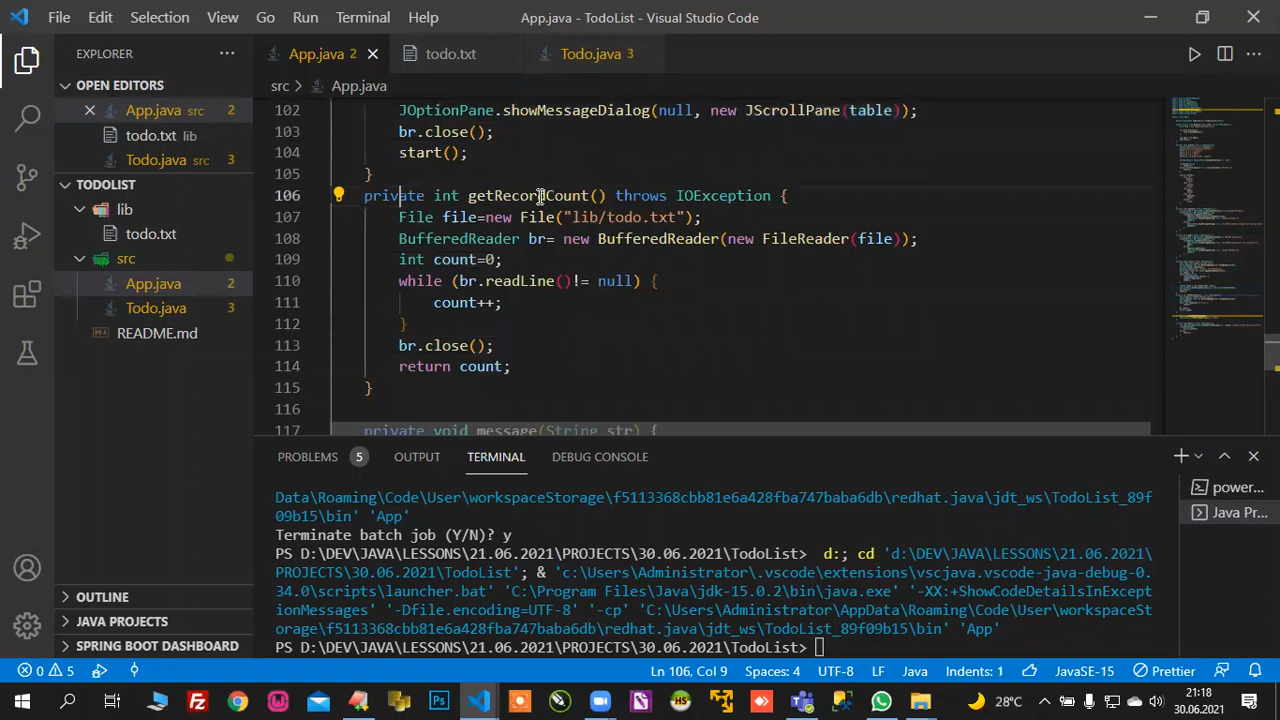 File Edit Selection View Go Run Terminal Help App.java - TodoList - Visual Studio Code
EXPLORER
App.java 2 todo.txt Todo.java 3
OPEN EDITORS
src > App.java
App.java src 2
todo.txt lib
Todo.java src 3
TODOLIST
lib
todo.txt
src
App.java 2
Todo.java 3
README.md
OUTLINE
JAVA PROJECTS
SPRING BOOT DASHBOARD
102 JOptionPane.showMessageDialog(null, new JScrollPane(table));
103 br.close();
104 start();
105 }
106 private int getRecordCount() throws IOException {
107 File file=new File("lib/todo.txt");
108 BufferedReader br= new BufferedReader(new FileReader(file));
109 int count=0;
110 while (br.readLine()!= null) {
111 count++;
112 }
113 br.close();
114 return count;
115 }
116
117 private void message(String str) {
PROBLEMS 5 OUTPUT TERMINAL DEBUG CONSOLE
Data\Roaming\Code\User\workspaceStorage\f5113368cbb81e6a428fba747baba6db\redhat.java\jdt_ws\TodoList_89f
09b15\bin' 'App'
Terminate batch job (Y/N)? y
PS D:\DEV\JAVA\LESSONS\21.06.2021\PROJECTS\30.06.2021\TodoList> d:; cd 'd:\DEV\JAVA\LESSONS\21.06.2021\
PROJECTS\30.06.2021\TodoList'; & 'c:\Users\Administrator\.vscode\extensions\vscjava.vscode-java-debug-0.
34.0\scripts\launcher.bat' 'C:\Program Files\Java\jdk-15.0.2\bin\java.exe' '-XX:+ShowCodeDetailsInExcept
ionMessages' '-Dfile.encoding=UTF-8' '-cp' 'C:\Users\Administrator\AppData\Roaming\Code\User\workspaceSt
orage\f5113368cbb81e6a428fba747baba6db\redhat.java\jdt_ws\TodoList_89f09b15\bin' 'App'
PS D:\DEV\JAVA\LESSONS\21.06.2021\PROJECTS\30.06.2021\TodoList>
power...
Java Pr...
0 5 Ln 106, Col 9 Spaces: 4 UTF-8 LF Java Indents: 1 JavaSE-15 Prettier
28°C 21:18
30.06.2021